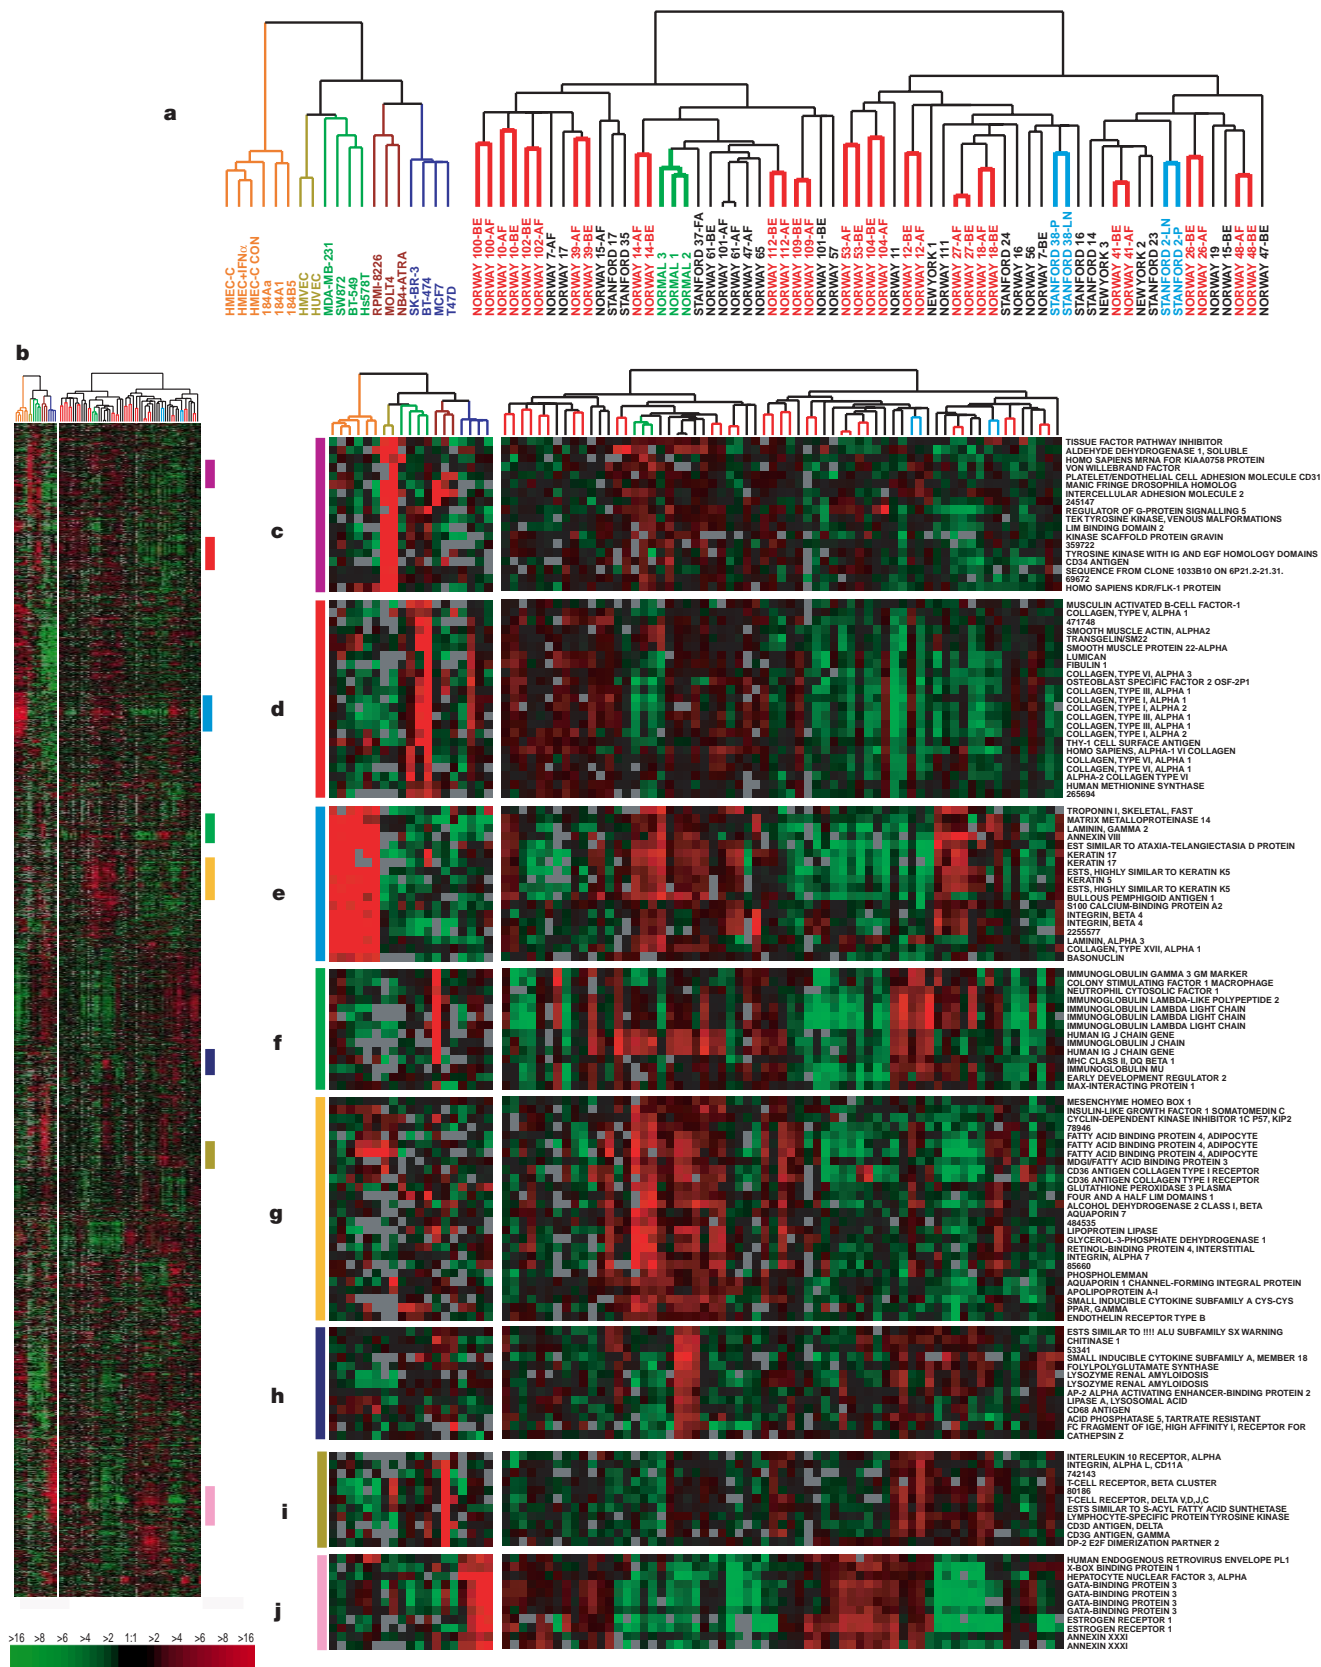 a
HMEC-C
HMEC+IFNα
HMEC-C CON
184Aa
184A1
184B5
HMVEC
HUVEC
MDA-MB-231
SW872
BT-549
Hs578T
RPMI-8226
MOLT4
NB4+ATRA
SK-BR-3
BT-474
MCF7
T47D
NORWAY 100-BE
NORWAY 100-AF
NORWAY 10-AF
NORWAY 10-BE
NORWAY 102-BE
NORWAY 102-AF
NORWAY 7-AF
NORWAY 17
NORWAY 39-AF
NORWAY 39-BE
NORWAY 15-AF
STANFORD 17
STANFORD 35
NORWAY 14-AF
NORWAY 14-BE
NORMAL 3
NORMAL 1
NORMAL 2
STANFORD 37-FA
NORWAY 61-BE
NORWAY 101-AF
NORWAY 61-AF
NORWAY 47-AF
NORWAY 65
NORWAY 112-BE
NORWAY 112-AF
NORWAY 109-BE
NORWAY 109-AF
NORWAY 101-BE
NORWAY 57
NORWAY 53-AF
NORWAY 53-BE
NORWAY 104-BE
NORWAY 104-AF
NORWAY 11
NORWAY 12-BE
NORWAY 12-AF
NEW YORK 1
NORWAY 111
NORWAY 27-AF
NORWAY 27-BE
NORWAY 18-AF
NORWAY 18-BE
STANFORD 24
NORWAY 16
NORWAY 56
NORWAY 7-BE
STANFORD 38-P
STANFORD 38-LN
STANFORD 16
STANFORD 14
NEW YORK 3
NORWAY 41-BE
NORWAY 41-AF
NEW YORK 2
STANFORD 23
STANFORD 2-LN
STANFORD 2-P
NORWAY 26-BE
NORWAY 26-AF
NORWAY 19
NORWAY 15-BE
NORWAY 48-AF
NORWAY 48-BE
NORWAY 47-BE
b
c
TISSUE FACTOR PATHWAY INHIBITOR
ALDEHYDE DEHYDROGENASE 1, SOLUBLE
HOMO SAPIENS MRNA FOR KIAA0758 PROTEIN
VON WILLEBRAND FACTOR
PLATELET/ENDOTHELIAL CELL ADHESION MOLECULE CD31
MANIC FRINGE DROSOPHILA HOMOLOG
INTERCELLULAR ADHESION MOLECULE 2
245147
REGULATOR OF G-PROTEIN SIGNALLING 5
TEK TYROSINE KINASE, VENOUS MALFORMATIONS
LIM BINDING DOMAIN 2
KINASE SCAFFOLD PROTEIN GRAVIN
359722
TYROSINE KINASE WITH IG AND EGF HOMOLOGY DOMAINS
CD34 ANTIGEN
SEQUENCE FROM CLONE 1033B10 ON 6P21.2-21.31.
69672
HOMO SAPIENS KDR/FLK-1 PROTEIN
d
MUSCULIN ACTIVATED B-CELL FACTOR-1
COLLAGEN, TYPE V, ALPHA 1
471748
SMOOTH MUSCLE ACTIN, ALPHA2
TRANSGELIN/SM22
SMOOTH MUSCLE PROTEIN 22-ALPHA
LUMICAN
FIBULIN 1
COLLAGEN, TYPE VI, ALPHA 3
OSTEOBLAST SPECIFIC FACTOR 2 OSF-2P1
COLLAGEN, TYPE III, ALPHA 1
COLLAGEN, TYPE I, ALPHA 1
COLLAGEN, TYPE I, ALPHA 2
COLLAGEN, TYPE III, ALPHA 1
COLLAGEN, TYPE III, ALPHA 1
COLLAGEN, TYPE I, ALPHA 2
THY-1 CELL SURFACE ANTIGEN
HOMO SAPIENS, ALPHA-1 VI COLLAGEN
COLLAGEN, TYPE VI, ALPHA 1
COLLAGEN, TYPE VI, ALPHA 1
ALPHA-2 COLLAGEN TYPE VI
HUMAN METHIONINE SYNTHASE
265694
e
TROPONIN I, SKELETAL, FAST
MATRIX METALLOPROTEINASE 14
LAMININ, GAMMA 2
ANNEXIN VIII
EST SIMILAR TO ATAXIA-TELANGIECTASIA D PROTEIN
KERATIN 17
KERATIN 17
ESTS, HIGHLY SIMILAR TO KERATIN K5
KERATIN 5
ESTS, HIGHLY SIMILAR TO KERATIN K5
BULLOUS PEMPHIGOID ANTIGEN 1
S100 CALCIUM-BINDING PROTEIN A2
INTEGRIN, BETA 4
INTEGRIN, BETA 4
2255577
LAMININ, ALPHA 3
COLLAGEN, TYPE XVII, ALPHA 1
BASONUCLIN
f
IMMUNOGLOBULIN GAMMA 3 GM MARKER
COLONY STIMULATING FACTOR 1 MACROPHAGE
NEUTROPHIL CYTOSOLIC FACTOR 1
IMMUNOGLOBULIN LAMBDA-LIKE POLYPEPTIDE 2
IMMUNOGLOBULIN LAMBDA LIGHT CHAIN
IMMUNOGLOBULIN LAMBDA LIGHT CHAIN
IMMUNOGLOBULIN LAMBDA LIGHT CHAIN
HUMAN IG J CHAIN GENE
IMMUNOGLOBULIN J CHAIN
HUMAN IG J CHAIN GENE
MHC CLASS II, DQ BETA 1
IMMUNOGLOBULIN MU
EARLY DEVELOPMENT REGULATOR 2
MAX-INTERACTING PROTEIN 1
g
MESENCHYME HOMEO BOX 1
INSULIN-LIKE GROWTH FACTOR 1 SOMATOMEDIN C
CYCLIN-DEPENDENT KINASE INHIBITOR 1C P57, KIP2
78946
FATTY ACID BINDING PROTEIN 4, ADIPOCYTE
FATTY ACID BINDING PROTEIN 4, ADIPOCYTE
FATTY ACID BINDING PROTEIN 4, ADIPOCYTE
MDGI/FATTY ACID BINDING PROTEIN 3
CD36 ANTIGEN COLLAGEN TYPE I RECEPTOR
CD36 ANTIGEN COLLAGEN TYPE I RECEPTOR
GLUTATHIONE PEROXIDASE 3 PLASMA
FOUR AND A HALF LIM DOMAINS 1
ALCOHOL DEHYDROGENASE 2 CLASS I, BETA
AQUAPORIN 7
484535
LIPOPROTEIN LIPASE
GLYCEROL-3-PHOSPHATE DEHYDROGENASE 1
RETINOL-BINDING PROTEIN 4, INTERSTITIAL
INTEGRIN, ALPHA 7
85660
PHOSPHOLEMMAN
AQUAPORIN 1 CHANNEL-FORMING INTEGRAL PROTEIN
APOLIPOPROTEIN A-I
SMALL INDUCIBLE CYTOKINE SUBFAMILY A CYS-CYS
PPAR, GAMMA
ENDOTHELIN RECEPTOR TYPE B
h
ESTS SIMILAR TO !!!! ALU SUBFAMILY SX WARNING
CHITINASE 1
53341
SMALL INDUCIBLE CYTOKINE SUBFAMILY A, MEMBER 18
FOLYLPOLYGLUTAMATE SYNTHASE
LYSOZYME RENAL AMYLOIDOSIS
LYSOZYME RENAL AMYLOIDOSIS
AP-2 ALPHA ACTIVATING ENHANCER-BINDING PROTEIN 2
LIPASE A, LYSOSOMAL ACID
CD68 ANTIGEN
ACID PHOSPHATASE 5, TARTRATE RESISTANT
FC FRAGMENT OF IGE, HIGH AFFINITY I, RECEPTOR FOR
CATHEPSIN Z
i
INTERLEUKIN 10 RECEPTOR, ALPHA
INTEGRIN, ALPHA L, CD11A
742143
T-CELL RECEPTOR, BETA CLUSTER
80186
T-CELL RECEPTOR, DELTA V,D,J,C
ESTS SIMILAR TO S-ACYL FATTY ACID SUNTHETASE
LYMPHOCYTE-SPECIFIC PROTEIN TYROSINE KINASE
CD3D ANTIGEN, DELTA
CD3G ANTIGEN, GAMMA
DP-2 E2F DIMERIZATION PARTNER 2
j
HUMAN ENDOGENOUS RETROVIRUS ENVELOPE PL1
X-BOX BINDING PROTEIN 1
HEPATOCYTE NUCLEAR FACTOR 3, ALPHA
GATA-BINDING PROTEIN 3
GATA-BINDING PROTEIN 3
GATA-BINDING PROTEIN 3
GATA-BINDING PROTEIN 3
ESTROGEN RECEPTOR 1
ESTROGEN RECEPTOR 1
ANNEXIN XXXI
ANNEXIN XXXI
>16 >8 >6 >4 >2 1:1 >2 >4 >6 >8 >16